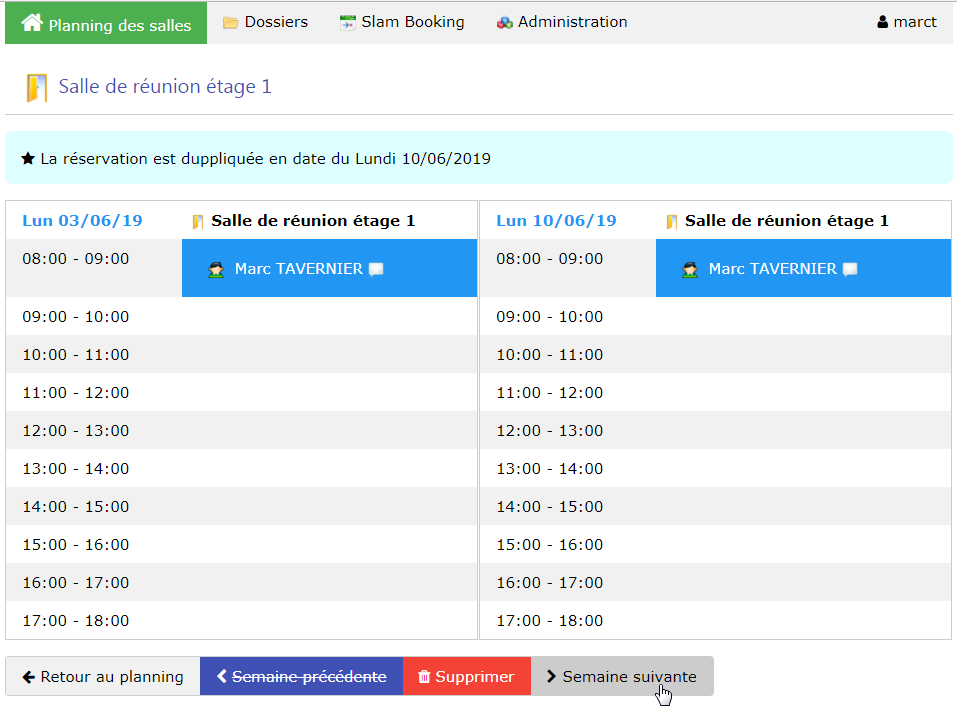 Planning des salles Dossiers Slam Booking Administration marct
Salle de réunion étage 1
La réservation est duppliquée en date du Lundi 10/06/2019
Lun 03/06/19 Salle de réunion étage 1 Lun 10/06/19 Salle de réunion étage 1
08:00 - 09:00 Marc TAVERNIER 08:00 - 09:00 Marc TAVERNIER
09:00 - 10:00 09:00 - 10:00
10:00 - 11:00 10:00 - 11:00
11:00 - 12:00 11:00 - 12:00
12:00 - 13:00 12:00 - 13:00
13:00 - 14:00 13:00 - 14:00
14:00 - 15:00 14:00 - 15:00
15:00 - 16:00 15:00 - 16:00
16:00 - 17:00 16:00 - 17:00
17:00 - 18:00 17:00 - 18:00
Retour au planning Semaine précédente Supprimer Semaine suivante